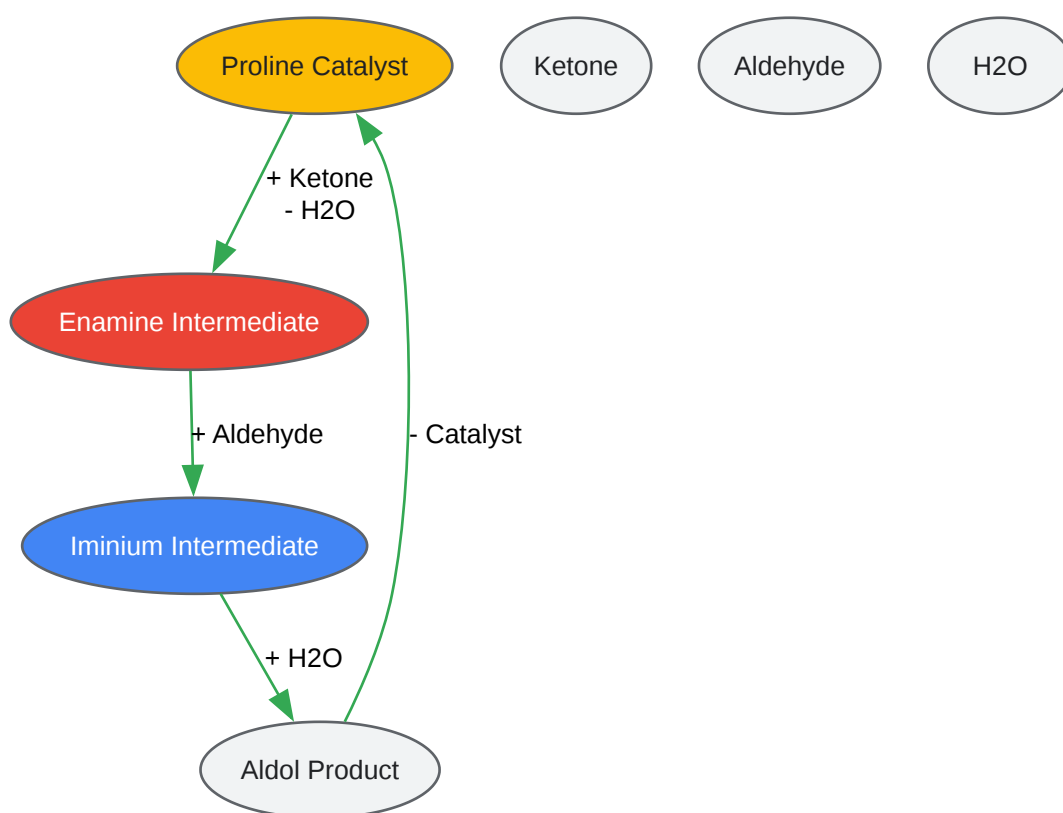 Proline Catalyst
Ketone
Aldehyde
H2O
+ Ketone
- H2O
Enamine Intermediate
+ Aldehyde
- Catalyst
Iminium Intermediate
+ H2O
Aldol Product